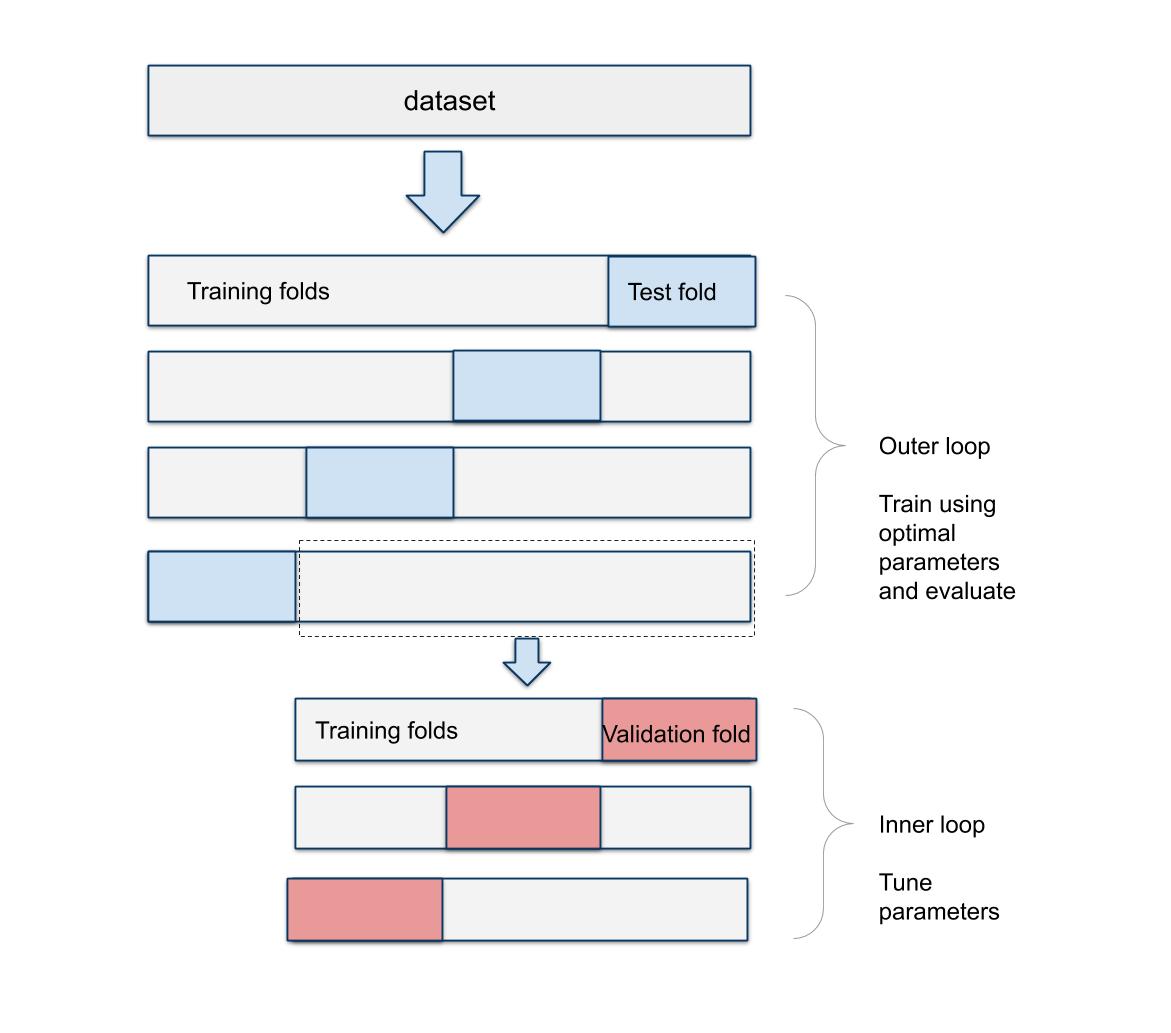 dataset
Training folds
Test fold
Outer loop
Train using
optimal
parameters
and evaluate
Training folds
Validation fold
Inner loop
Tune
parameters